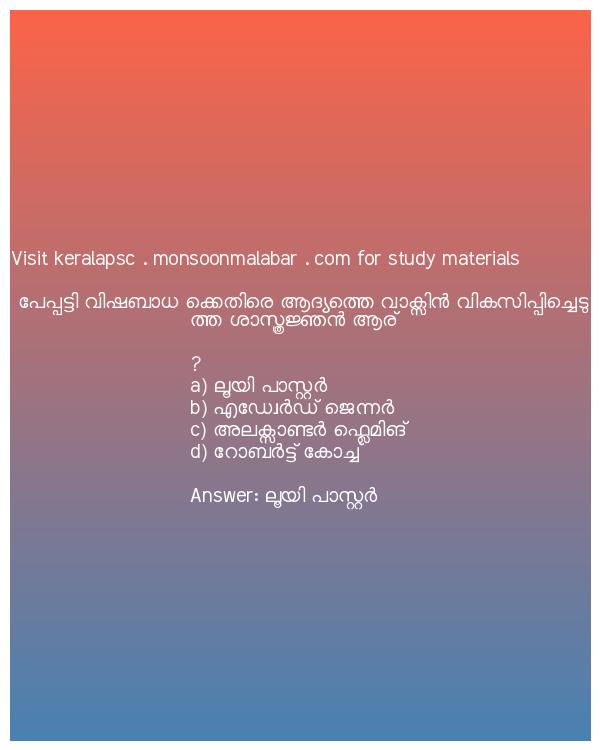 Visit keralapsc . monsoonmalabar . com for study materials
പേപ്പട്ടി വിഷബാധ ക്കെതിരെ ആദ്യത്തെ വാക്സിൻ വികസിപ്പിച്ചെടു
ത്ത ശാസ്ത്രജ്ഞൻ ആര്
?
a) ലൂയി പാസ്റ്റർ
b) എഡ്വേർഡ് ജെന്നർ
c) അലക്സാണ്ടർ ഫ്ലെമിങ്
d) റോബർട്ട് കോച്ച്
Answer: ലൂയി പാസ്റ്റർ